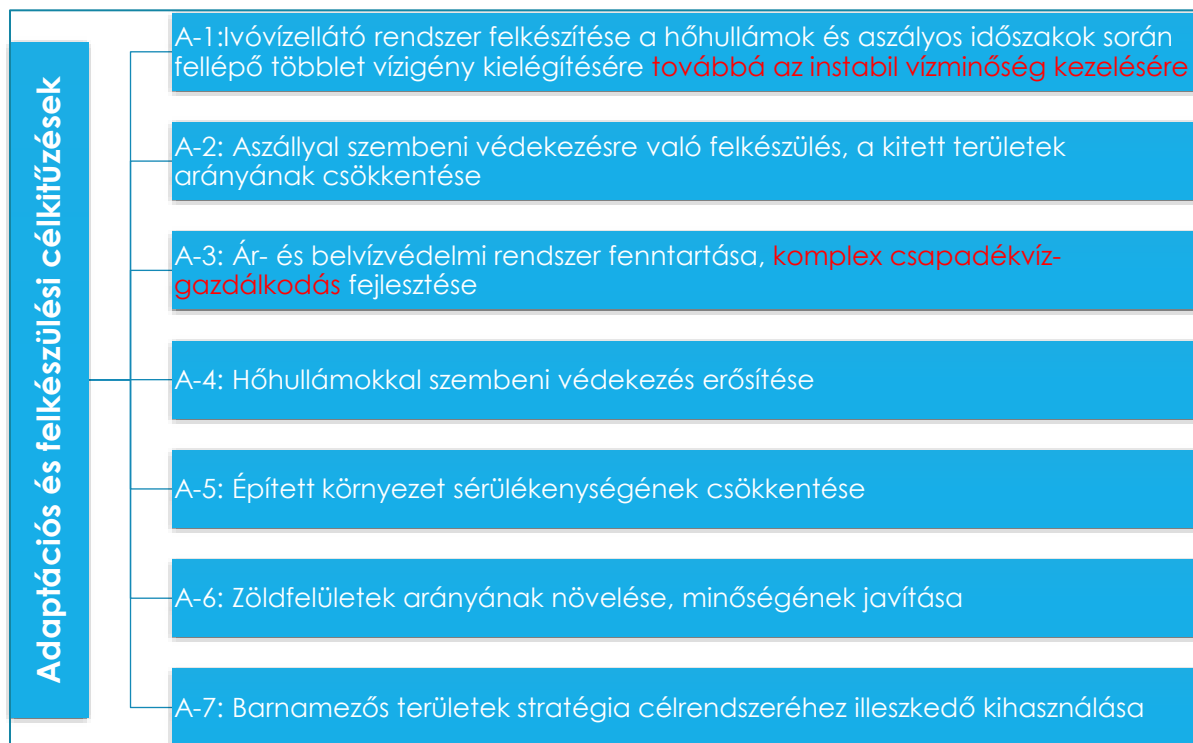 Adaptációs és felkészülési célkitűzések
A-1:Ivóvízellátó rendszer felkészítése a hőhullámok és aszályos időszakok során
fellépő többlet vízigény kielégítésére továbbá az instabil vízminőség kezelésére
A-2: Aszállyal szembeni védekezésre való felkészülés, a kitett területek
arányának csökkentése
A-3: Ár- és belvízvédelmi rendszer fenntartása, komplex csapadékvíz-
gazdálkodás fejlesztése
A-4: Hőhullámokkal szembeni védekezés erősítése
A-5: Épített környezet sérülékenységének csökkentése
A-6: Zöldfelületek arányának növelése, minőségének javítása
A-7: Barnamezős területek stratégia célrendszeréhez illeszkedő kihasználása